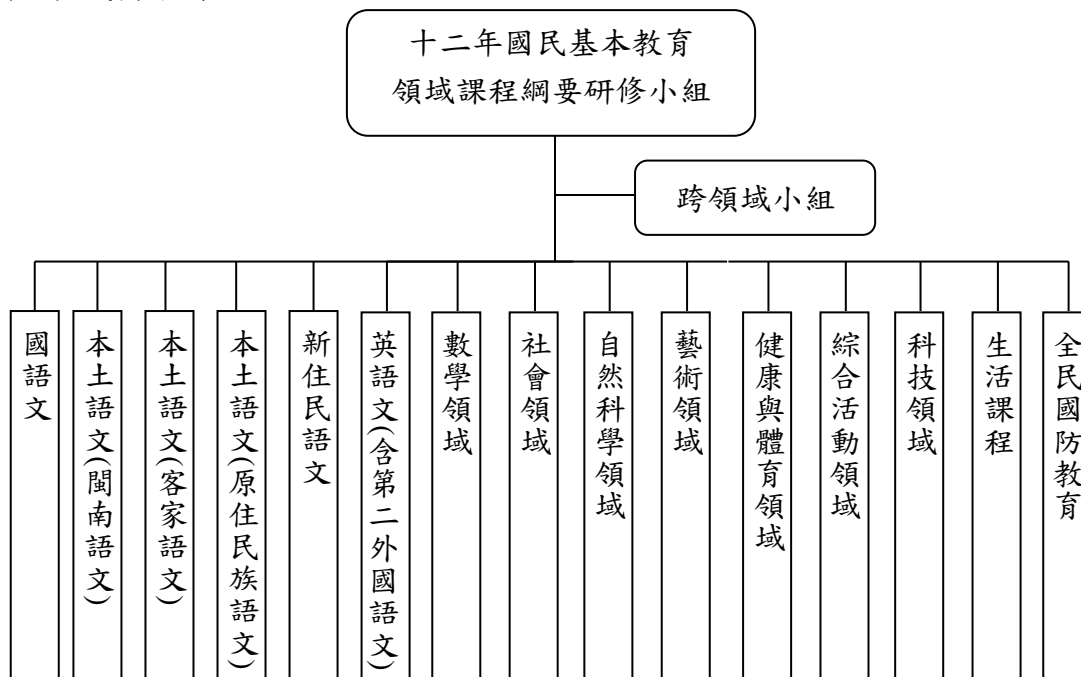 十二年國民基本教育
領域課程綱要研修小組
跨領域小組
國語文
本土語文(閩南語文)
本土語文(客家語文)
本土語文(原住民族語文)
新住民語文
英語文(含第二外國語文)
數學領域
社會領域
自然科學領域
藝術領域
健康與體育領域
綜合活動領域
科技領域
生活課程
全民國防教育